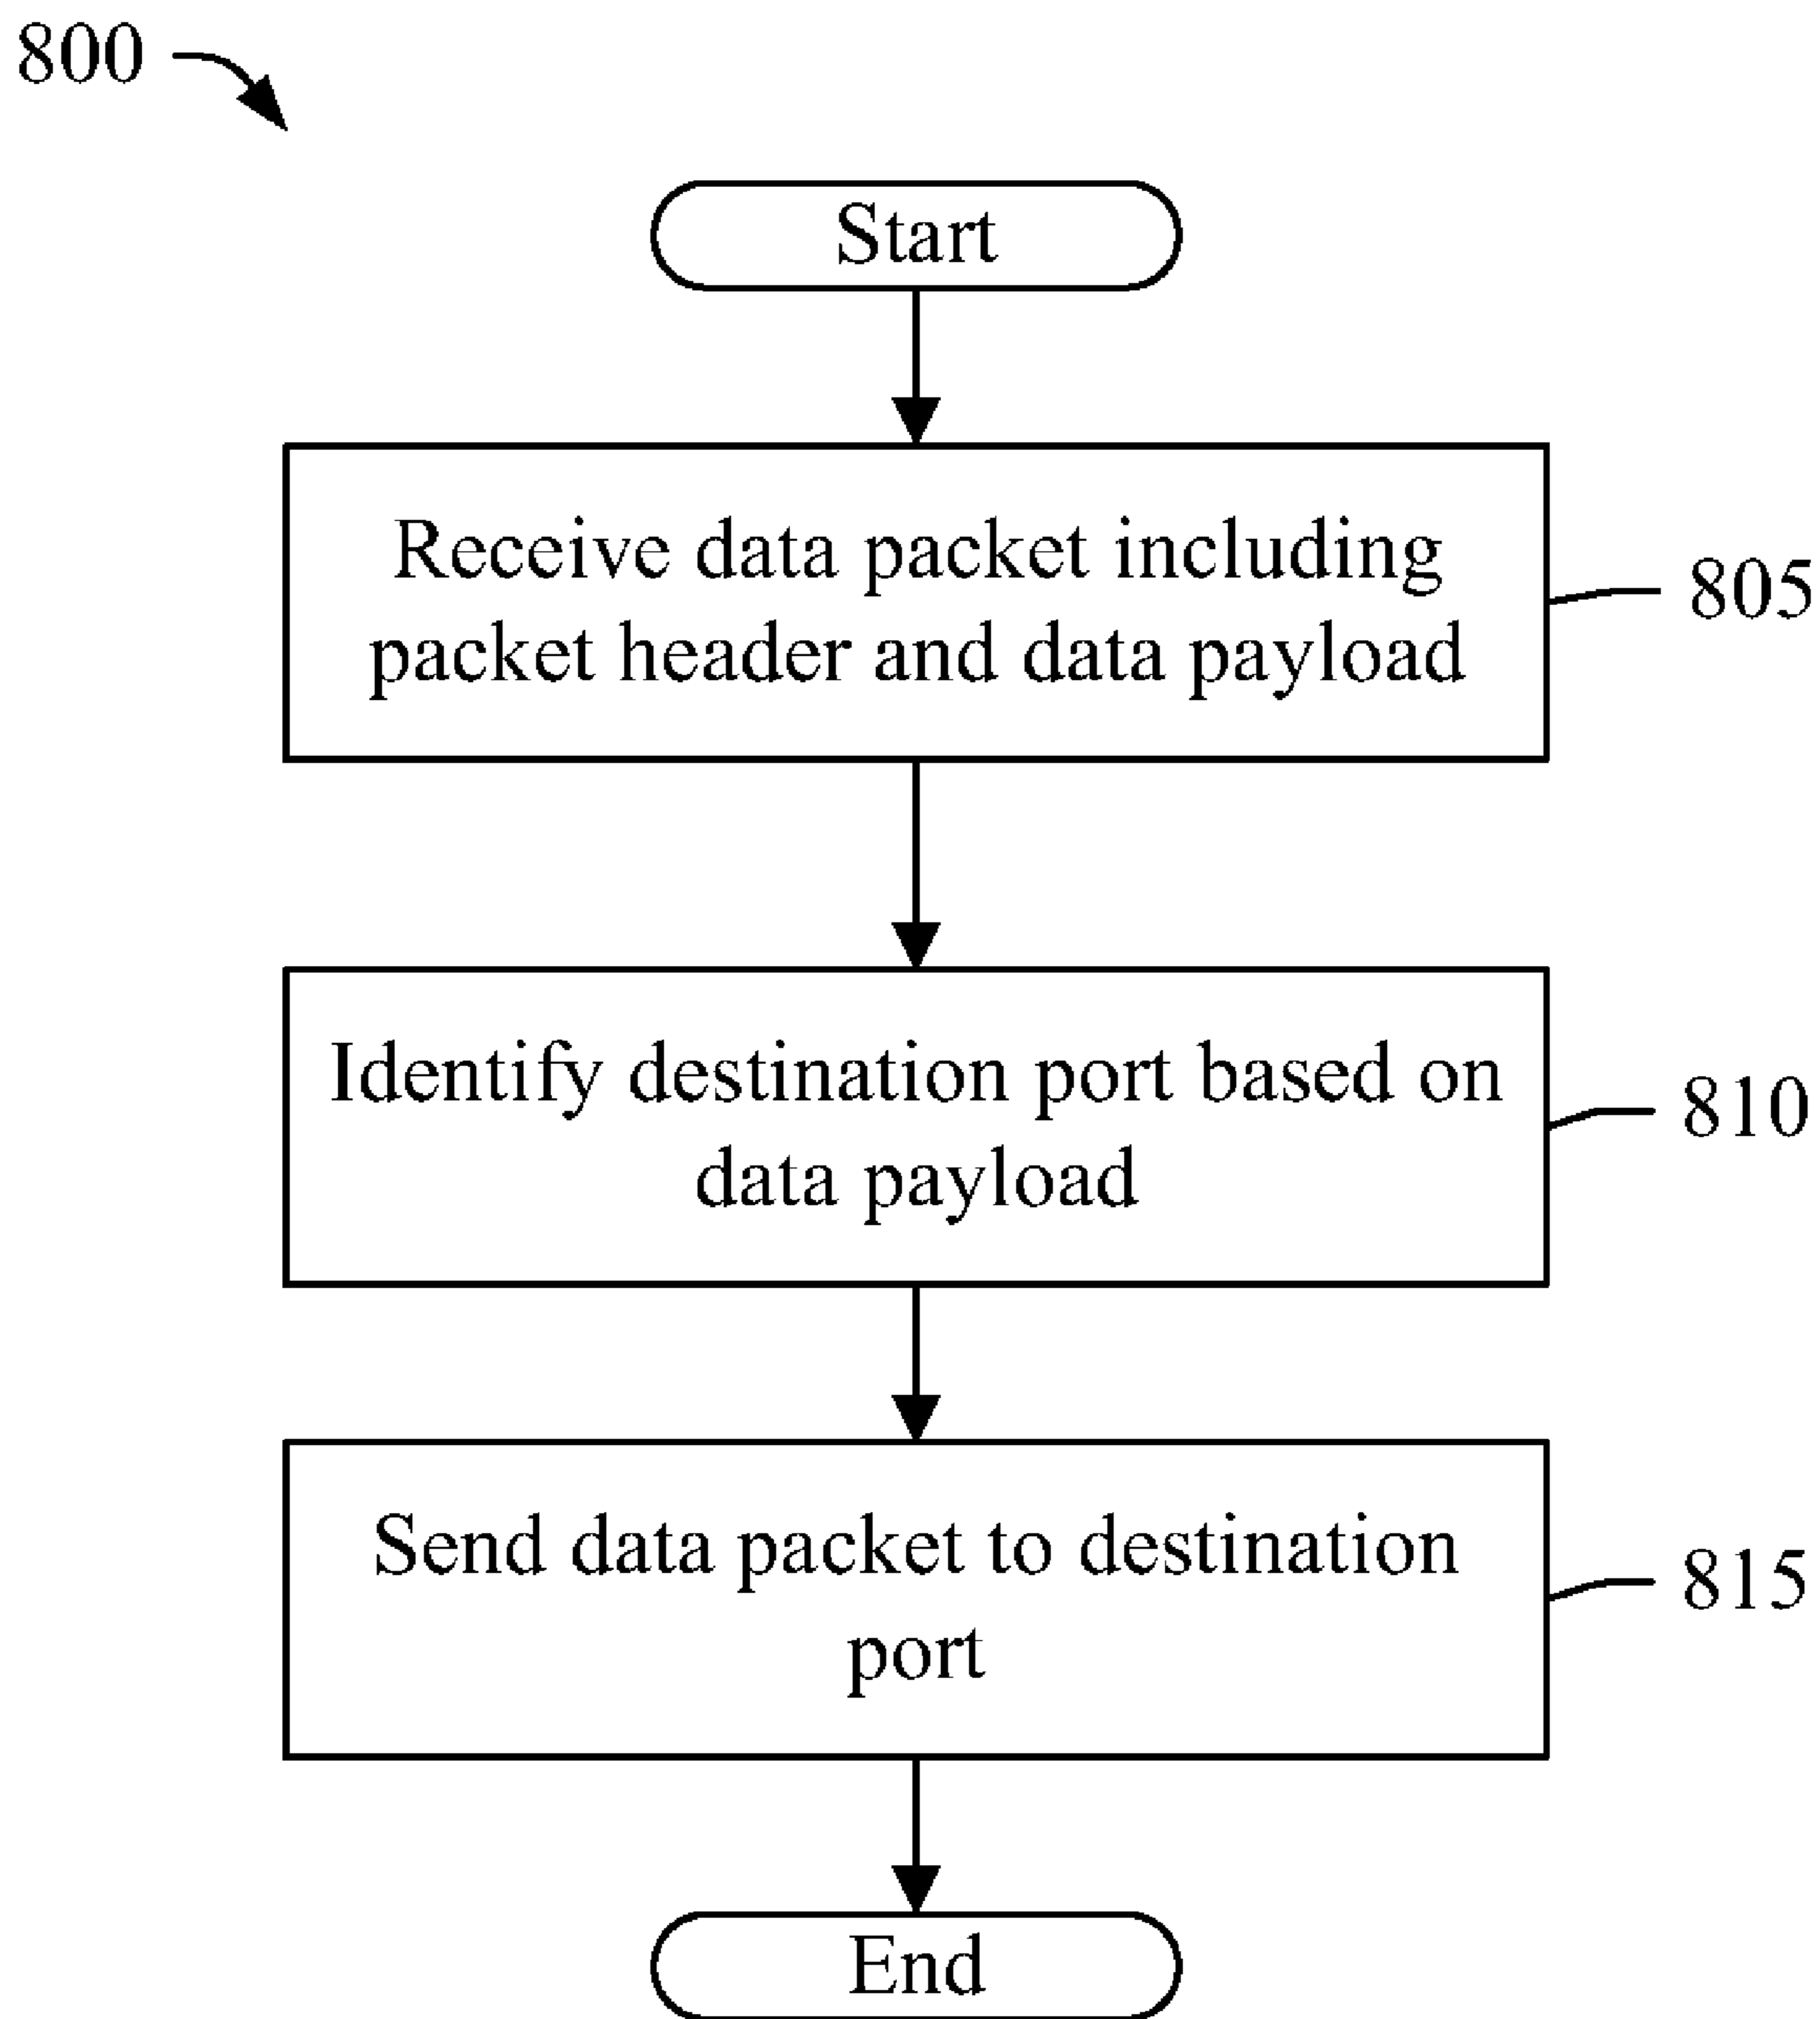 800
Start
Receive data packet including
packet header and data payload
805
Identify destination port based on
data payload
810
Send data packet to destination
port
815
End